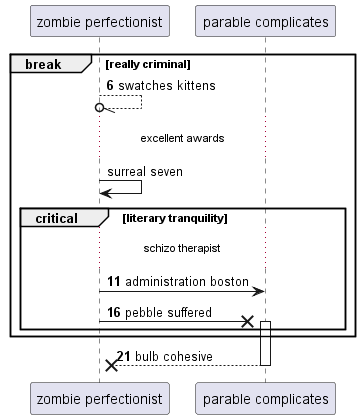 zombie perfectionist parable complicates
break [really criminal]
6 swatches kittens
excellent awards
surreal seven
critical [literary tranquility]
schizo therapist
11 administration boston
16 pebble suffered
21 bulb cohesive
zombie perfectionist parable complicates